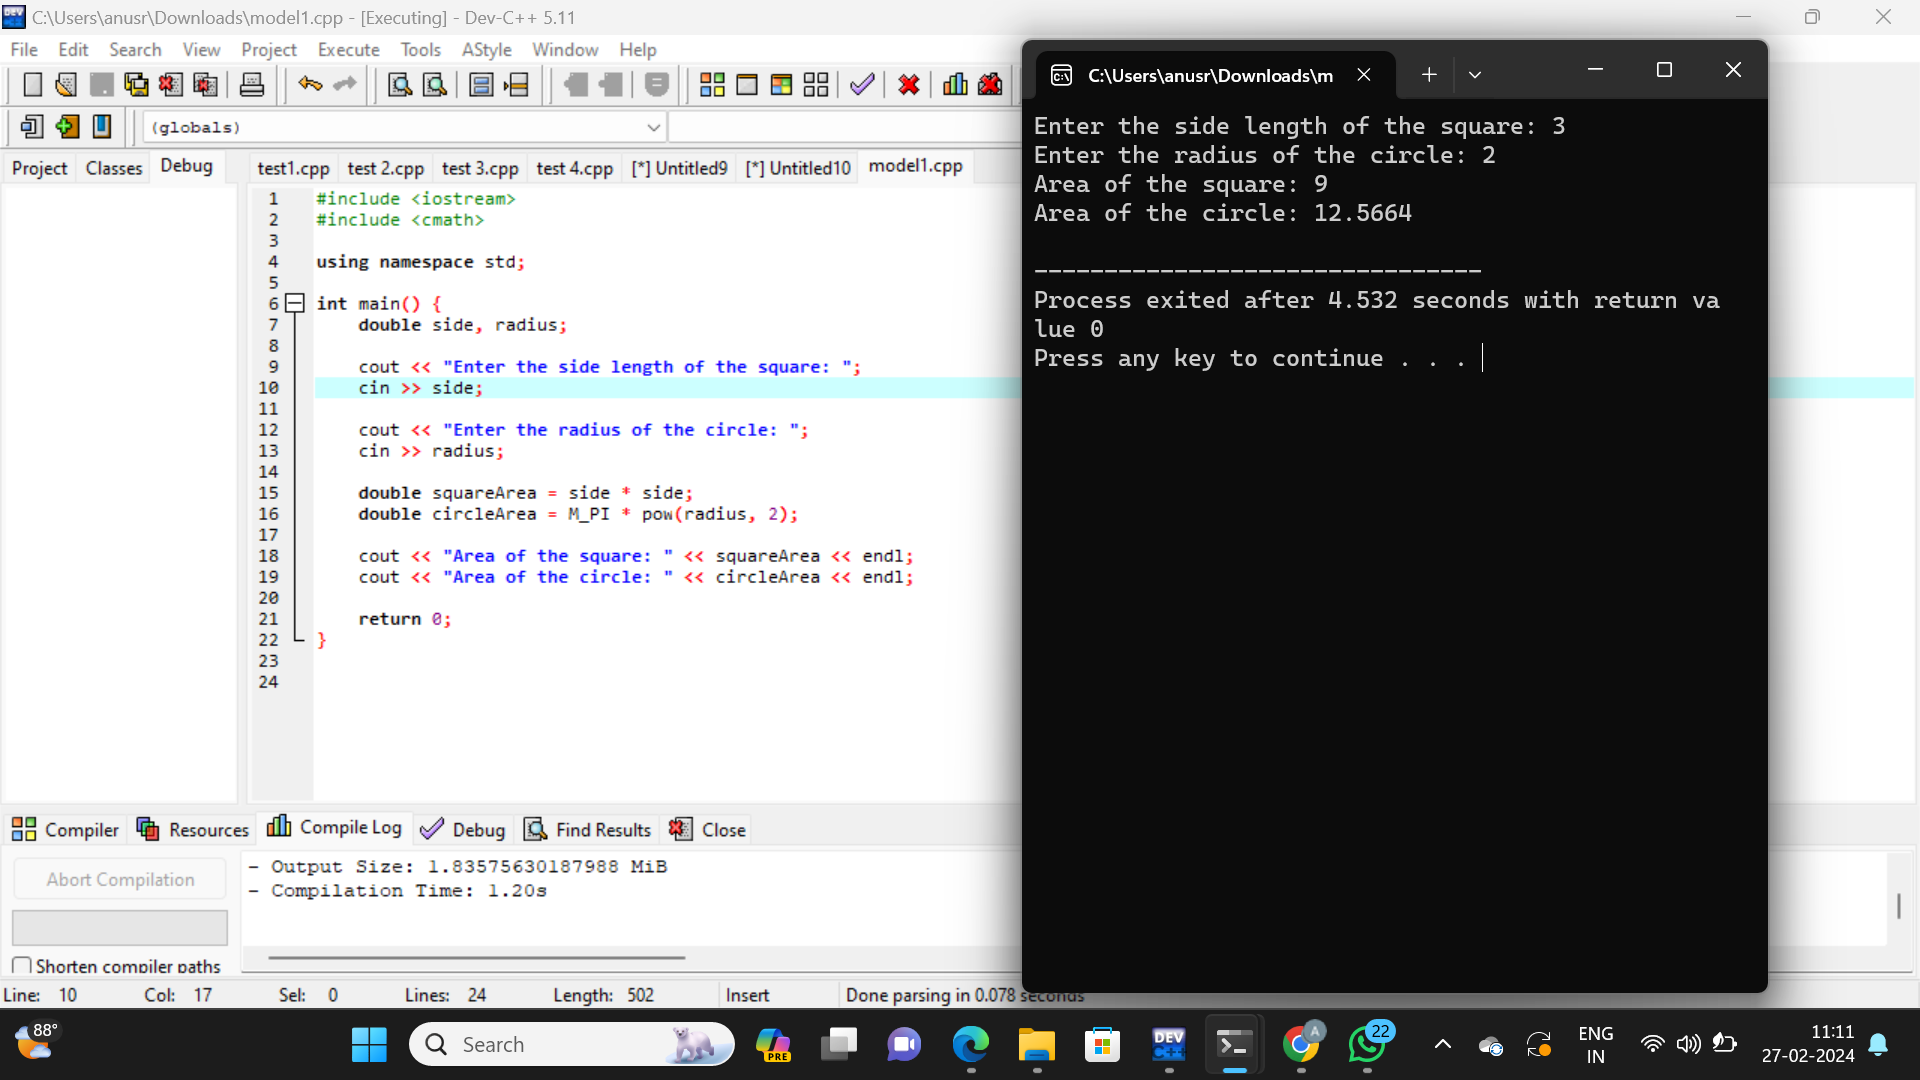 C:\Users\anusr\Downloads\model1.cpp - [Executing] - Dev-C++ 5.11
File Edit Search View Project Execute Tools AStyle Window Help
(globals)
Project Classes Debug
test1.cpp test 2.cpp test 3.cpp test 4.cpp [*] Untitled9 [*] Untitled10 model1.cpp
1 #include <iostream>
2 #include <cmath>
3
4 using namespace std;
5
6 int main() {
7 double side, radius;
8
9 cout << "Enter the side length of the square: ";
10 cin >> side;
11
12 cout << "Enter the radius of the circle: ";
13 cin >> radius;
14
15 double squareArea = side * side;
16 double circleArea = M_PI * pow(radius, 2);
17
18 cout << "Area of the square: " << squareArea << endl;
19 cout << "Area of the circle: " << circleArea << endl;
20
21 return 0;
22 }
23
24
C:\Users\anusr\Downloads\m
Enter the side length of the square: 3
Enter the radius of the circle: 2
Area of the square: 9
Area of the circle: 12.5664
--------------------------------
Process exited after 4.532 seconds with return va
lue 0
Press any key to continue . . .
Compiler Resources Compile Log Debug Find Results Close
Abort Compilation
Shorten compiler paths
- Output Size: 1.83575630187988 MiB
- Compilation Time: 1.20s
Line: 10 Col: 17 Sel: 0 Lines: 24 Length: 502 Insert Done parsing in 0.078 seconds
88°
Search
PRE
DEV
C++
A
22
ENG
IN
11:11
27-02-2024